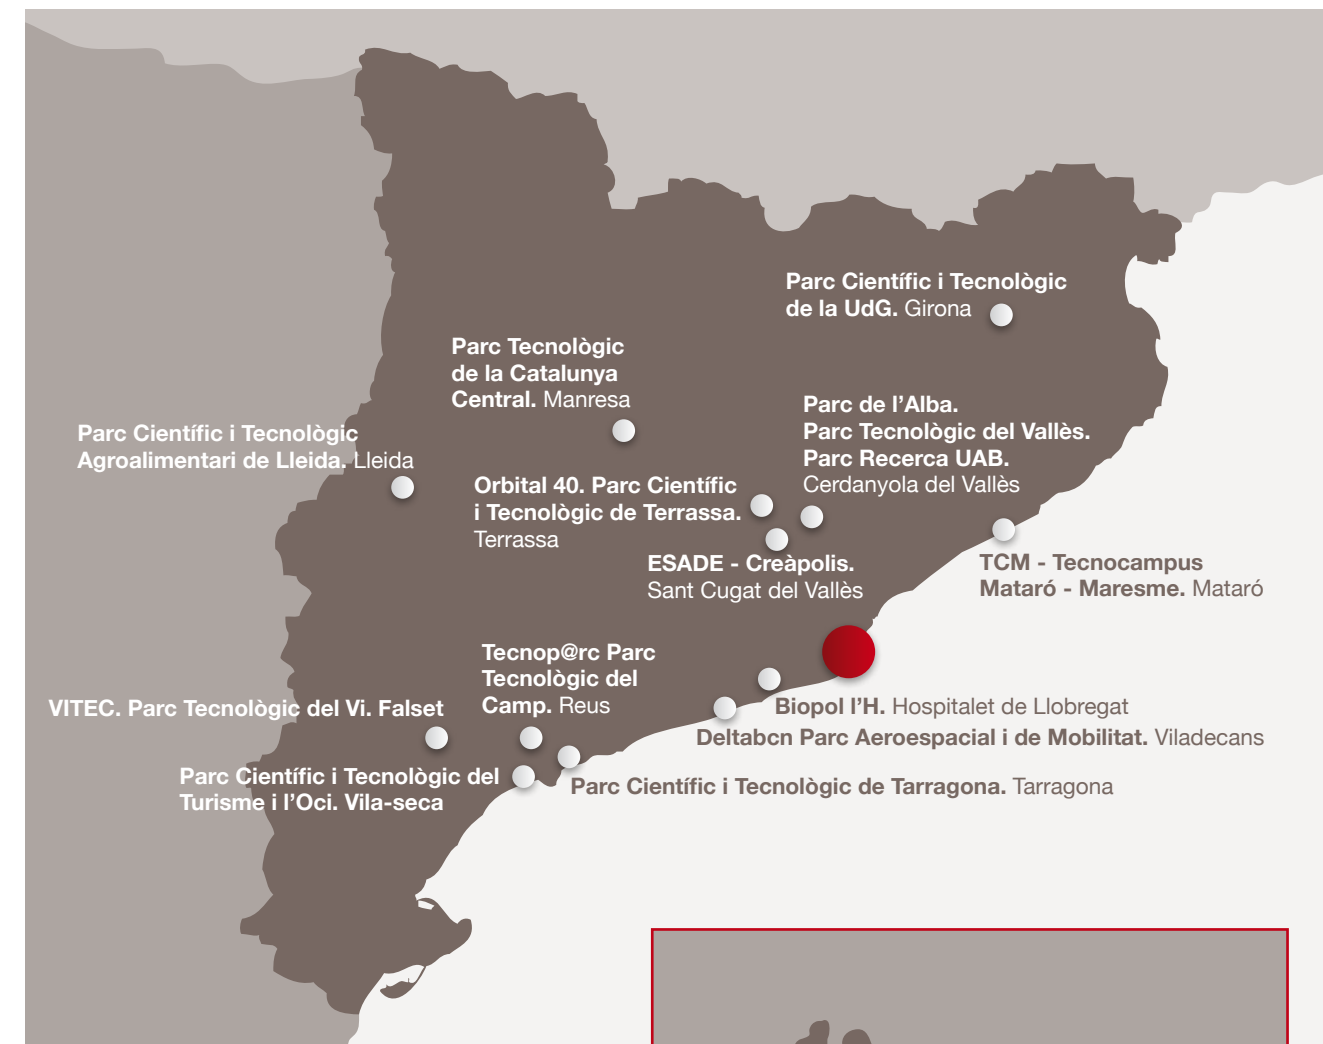 Parc Científic i Tecnològic
de la UdG. Girona
Parc Tecnològic
de la Catalunya
Central. Manresa
Parc de l’Alba.
Parc Tecnològic del Vallès.
Parc Recerca UAB.
Cerdanyola del Vallès
Parc Científic i Tecnològic
Agroalimentari de Lleida. Lleida
Orbital 40. Parc Científic
i Tecnològic de Terrassa.
Terrassa
ESADE - Creàpolis.
Sant Cugat del Vallès
TCM - Tecnocampus
Mataró - Maresme. Mataró
Tecnop@rc Parc
Tecnològic del
Camp. Reus
VITEC. Parc Tecnològic del Vi. Falset
Biopol l’H. Hospitalet de Llobregat
Deltabcn Parc Aeroespacial i de Mobilitat. Viladecans
Parc Científic i Tecnològic del
Turisme i l’Oci. Vila-seca
Parc Científic i Tecnològic de Tarragona. Tarragona